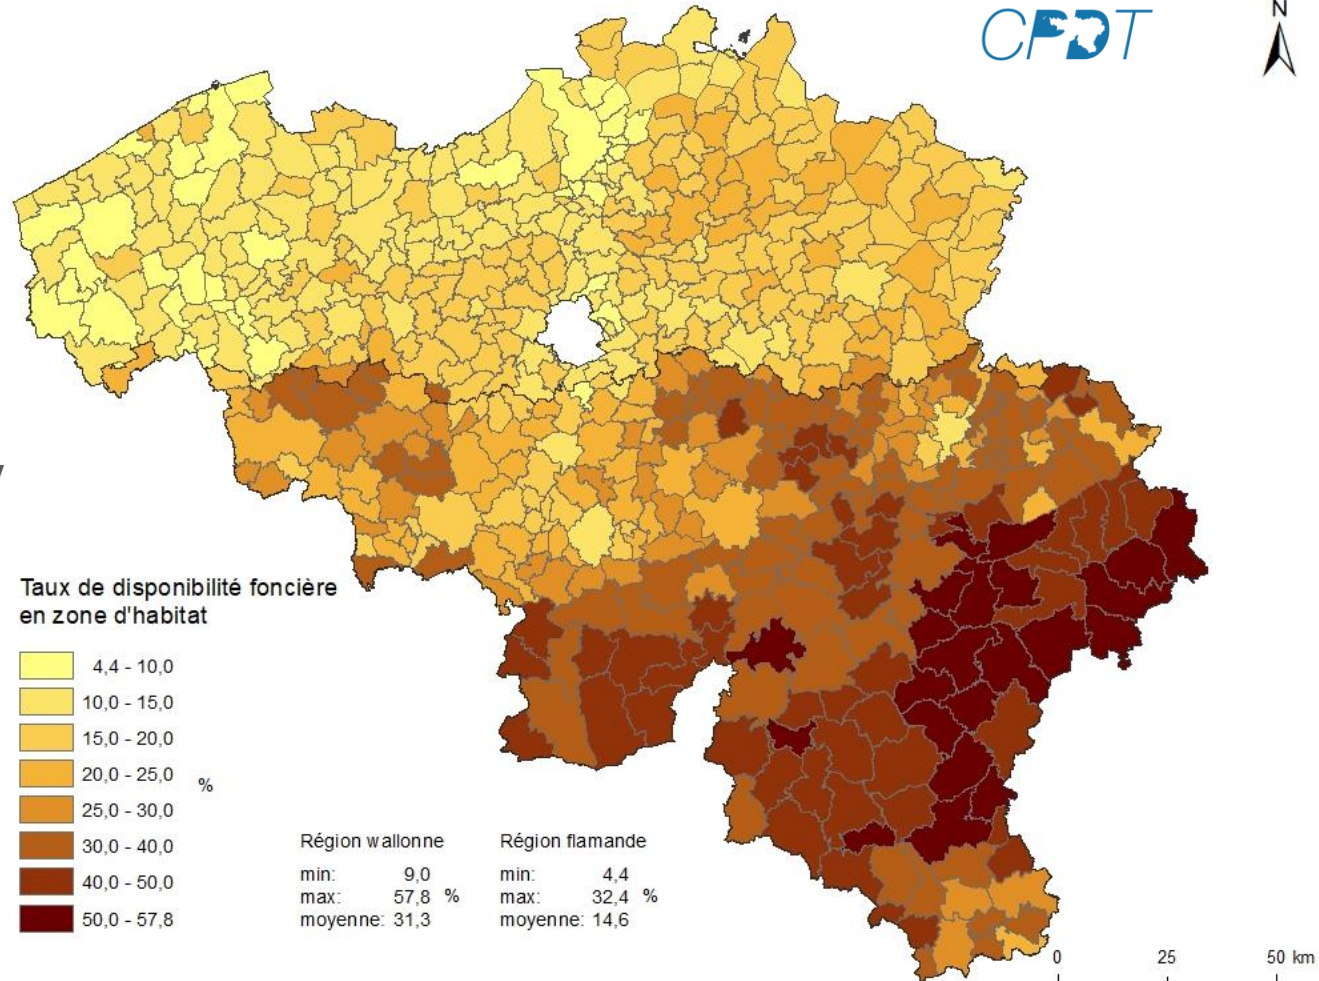 CPDT
N
Taux de disponibilité foncière
en zone d'habitat
4,4 - 10,0
10,0 - 15,0
15,0 - 20,0
20,0 - 25,0 %
25,0 - 30,0
30,0 - 40,0
40,0 - 50,0
50,0 - 57,8
Région wallonne
min: 9,0
max: 57,8 %
moyenne: 31,3
Région flamande
min: 4,4
max: 32,4 %
moyenne: 14,6
0 25 50 km